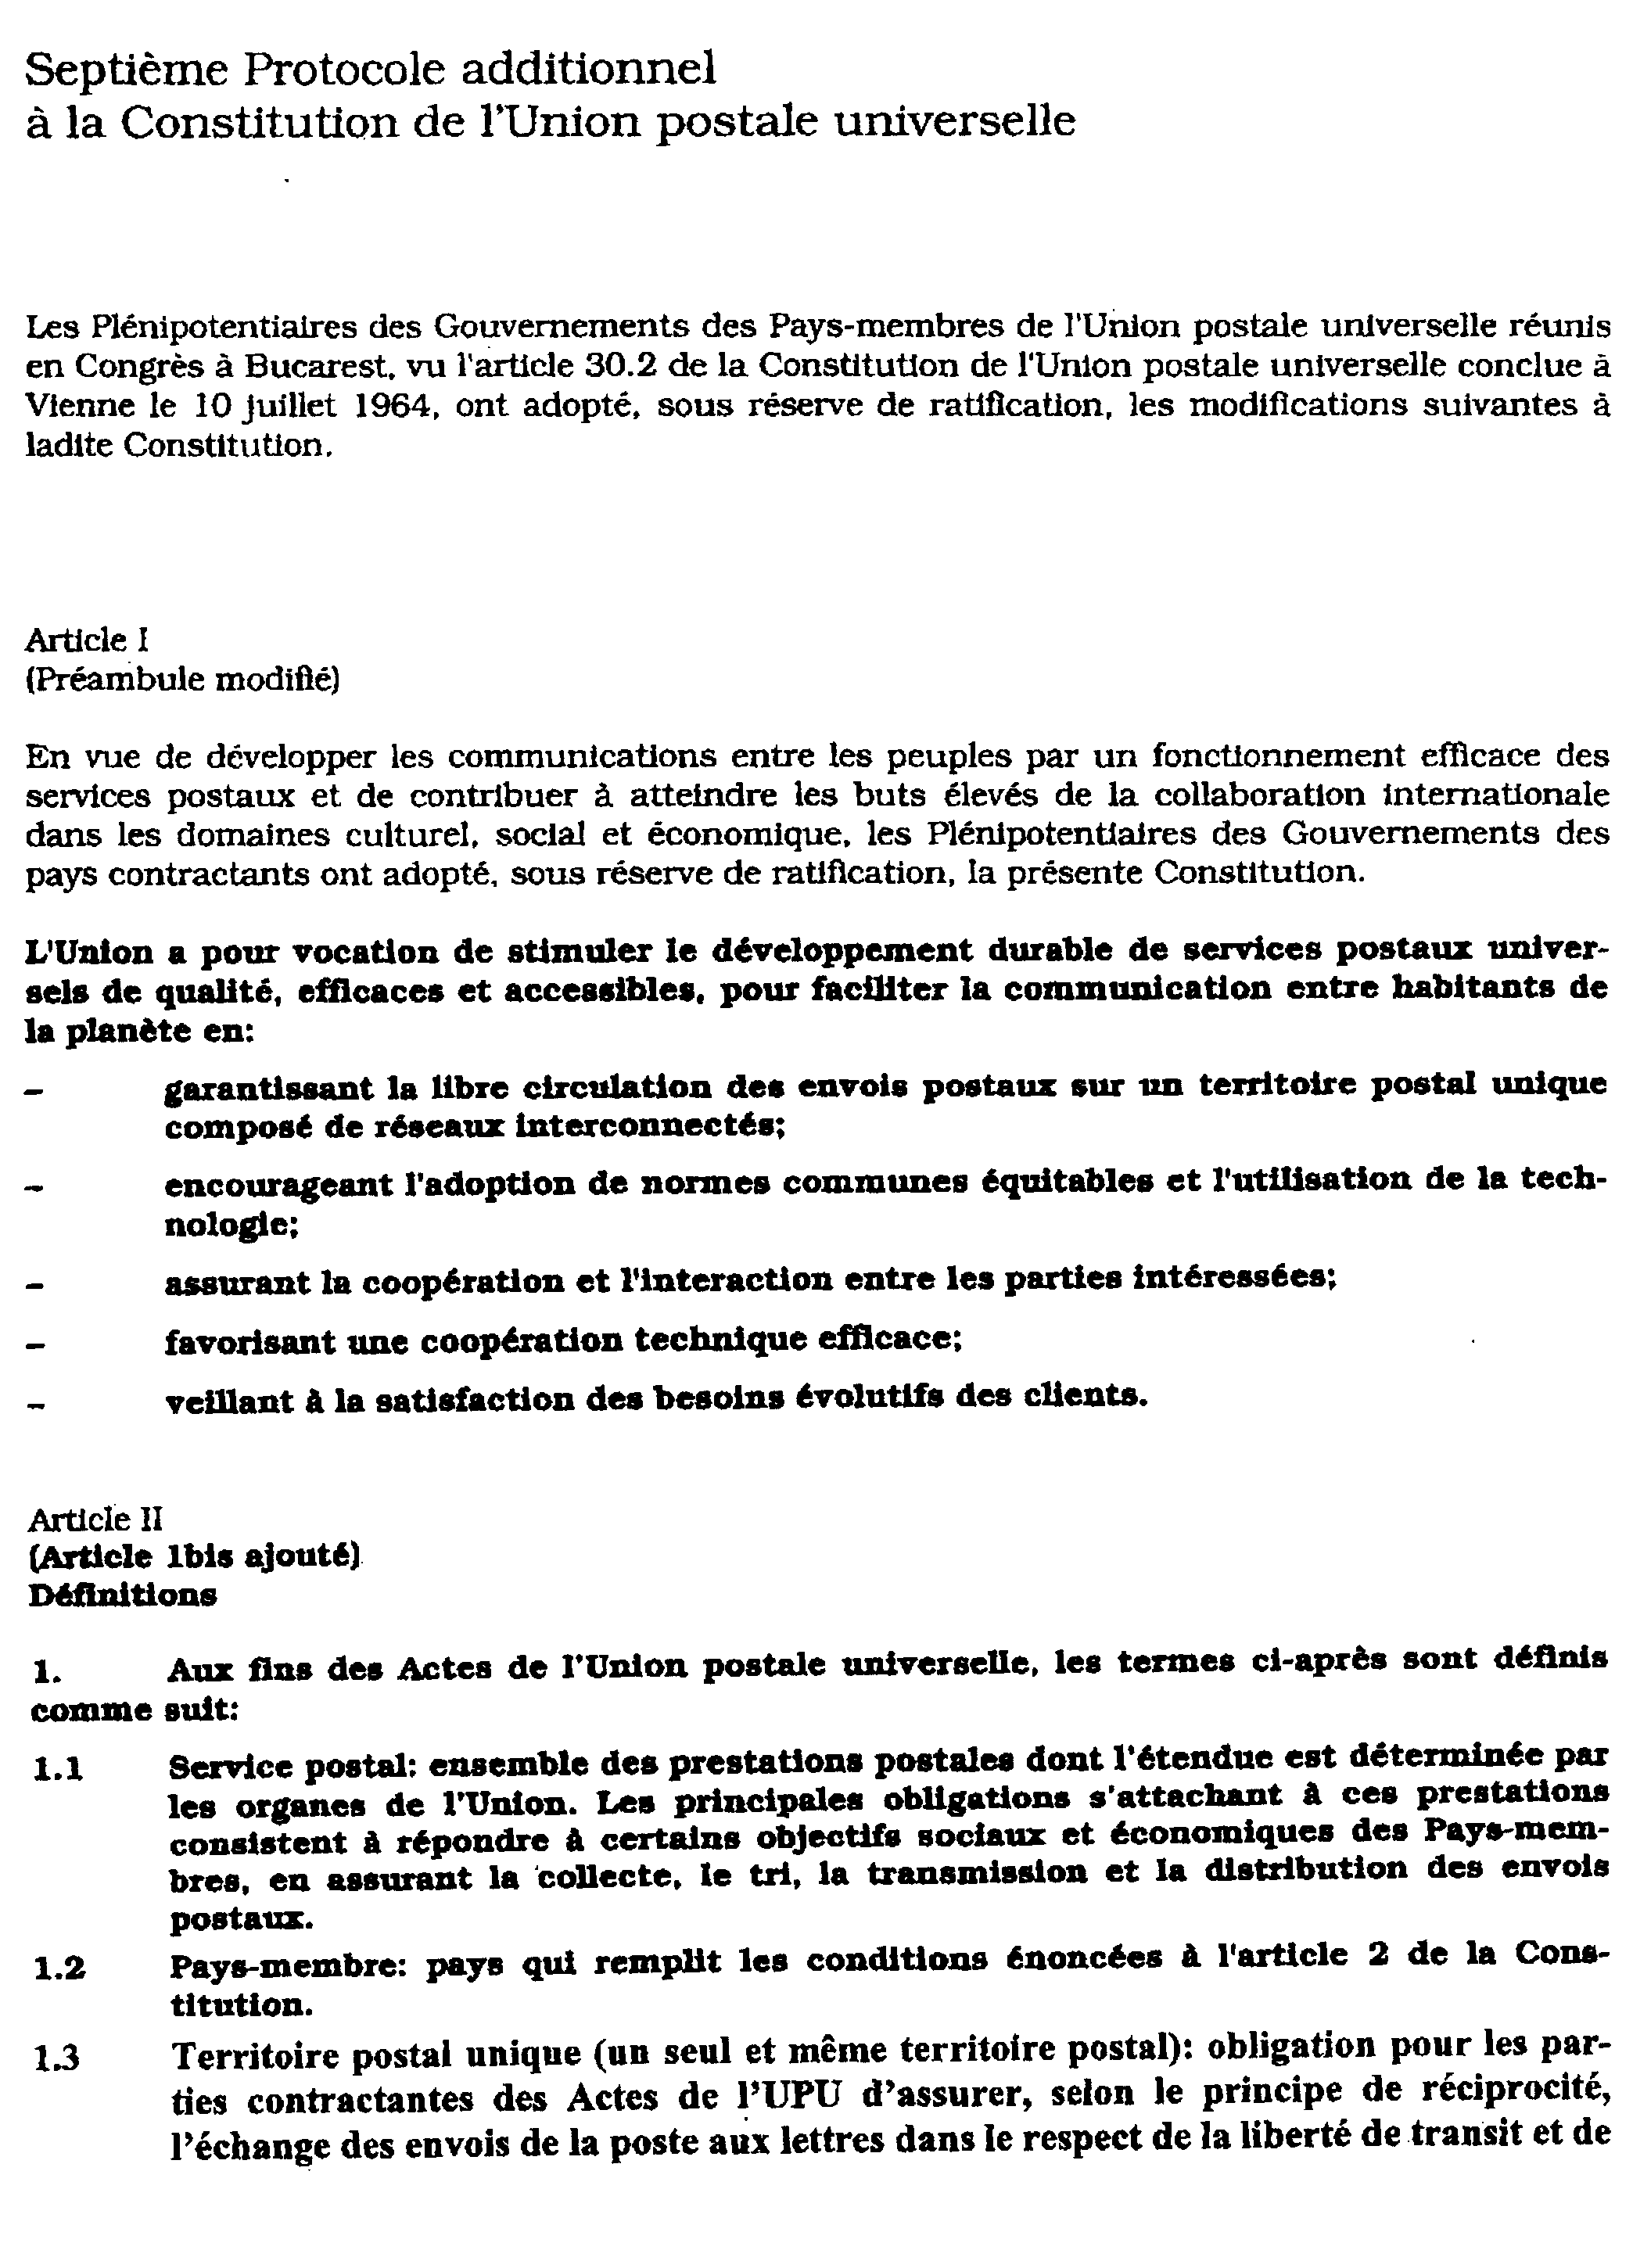 Septième Protocole additionnel
à la Constitution de l'Union postale universelle
Les Plénipotentiaires des Gouvernements des Pays-membres de l'Union postale universelle réunis
en Congrès à Bucarest, vu l'article 30.2 de la Constitution de l'Union postale universelle conclue à
Vienne le 10 juillet 1964, ont adopté, sous réserve de ratification, les modifications suivantes à
ladite Constitution.
Article I
(Préambule modifié)
En vue de développer les communications entre les peuples par un fonctionnement efficace des
services postaux et de contribuer à atteindre les buts élevés de la collaboration internationale
dans les domaines culturel, social et économique, les Plénipotentiaires des Gouvernements des
pays contractants ont adopté, sous réserve de ratification, la présente Constitution.
L'Union a pour vocation de stimuler le développement durable de services postaux univer-
sels de qualité, efficaces et accessibles, pour faciliter la communication entre habitants de
la planète en:
– garantissant la libre circulation des envois postaux sur un territoire postal unique
composé de réseaux interconnectés;
– encourageant l'adoption de normes communes équitables et l'utilisation de la tech-
nologie;
– assurant la coopération et l'interaction entre les parties intéressées;
– favorisant une coopération technique efficace;
– veillant à la satisfaction des besoins évolutifs des clients.
Article II
(Article 1bis ajouté)
Définitions
1. Aux fins des Actes de l'Union postale universelle, les termes ci-après sont définis
comme suit:
1.1 Service postal: ensemble des prestations postales dont l'étendue est déterminée par
les organes de l'Union. Les principales obligations s'attachant à ces prestations
consistent à répondre à certains objectifs sociaux et économiques des Pays-mem-
bres, en assurant la collecte, le tri, la transmission et la distribution des envois
postaux.
1.2 Pays-membre: pays qui remplit les conditions énoncées à l'article 2 de la Cons-
titution.
1.3 Territoire postal unique (un seul et même territoire postal): obligation pour les par-
ties contractantes des Actes de l'UPU d'assurer, selon le principe de réciprocité,
l'échange des envois de la poste aux lettres dans le respect de la liberté de transit et de